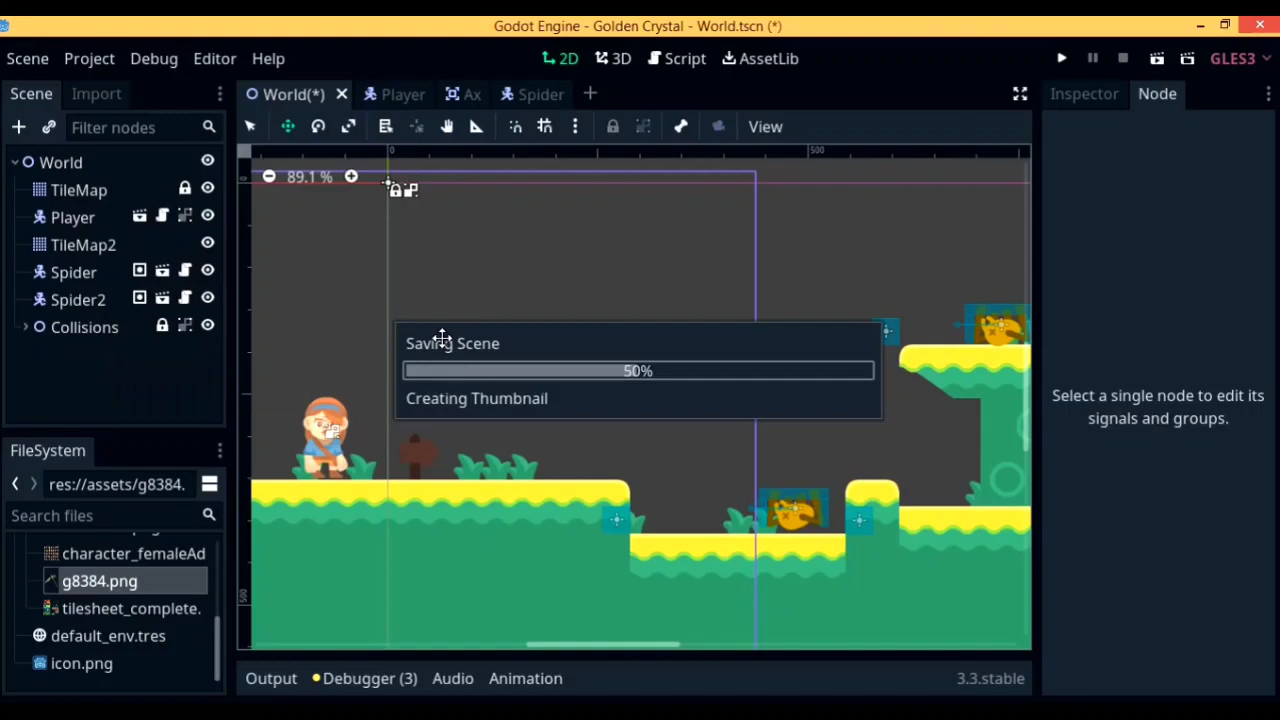 Godot Engine - Golden Crystal - World.tscn (*)
Scene Project Debug Editor Help 2D 3D Script AssetLib GLES3
Scene Import World(*) Player Ax Spider Inspector Node
Filter nodes View
World
TileMap
Player
TileMap2
Spider
Spider2
Collisions
0 500
89.1 %
0
500
Saving Scene
50%
Creating Thumbnail
Select a single node to edit its
signals and groups.
FileSystem
res://assets/g8384.
Search files
character_femaleAd
g8384.png
tilesheet_complete.
default_env.tres
icon.png
Output Debugger (3) Audio Animation 3.3.stable